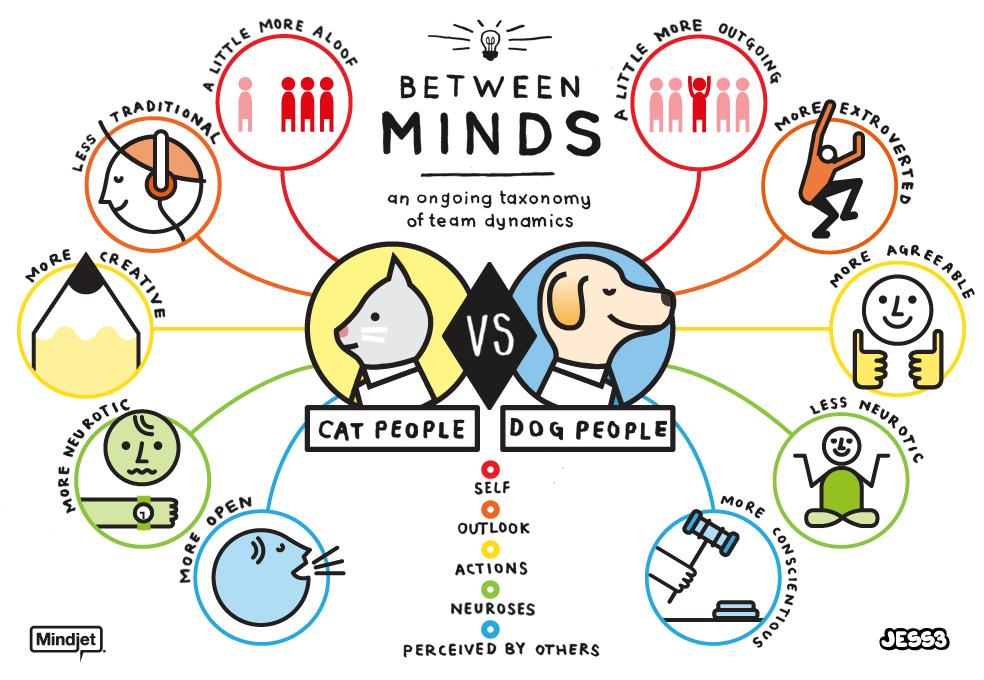 BETWEEN
MINDS
an ongoing taxonomy
of team dynamics
A LITTLE MORE ALOOF
LESS TRADITIONAL
MORE CREATIVE
MORE NEUROTIC
MORE OPEN
A LITTLE MORE OUTGOING
MORE EXTROVERTED
MORE AGREEABLE
LESS NEUROTIC
MORE CONSCIENTIOUS
VS
CAT PEOPLE
DOG PEOPLE
SELF
OUTLOOK
ACTIONS
NEUROSES
PERCEIVED BY OTHERS
Mindjet
JESS3